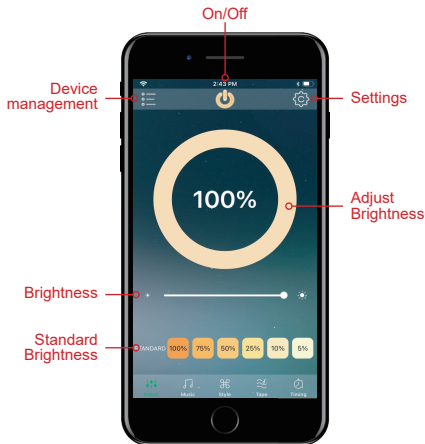 On/Off
2:43 PM
Device
management
Settings
100%
Adjust
Brightness
Brightness
Standard
Brightness
TANDARD 100% 75% 50% 25% 10% 5%
Music Style Tape Timing